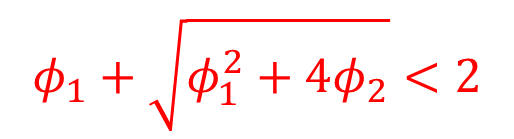 ϕ₁ + √(ϕ₁² + 4ϕ₂) < 2